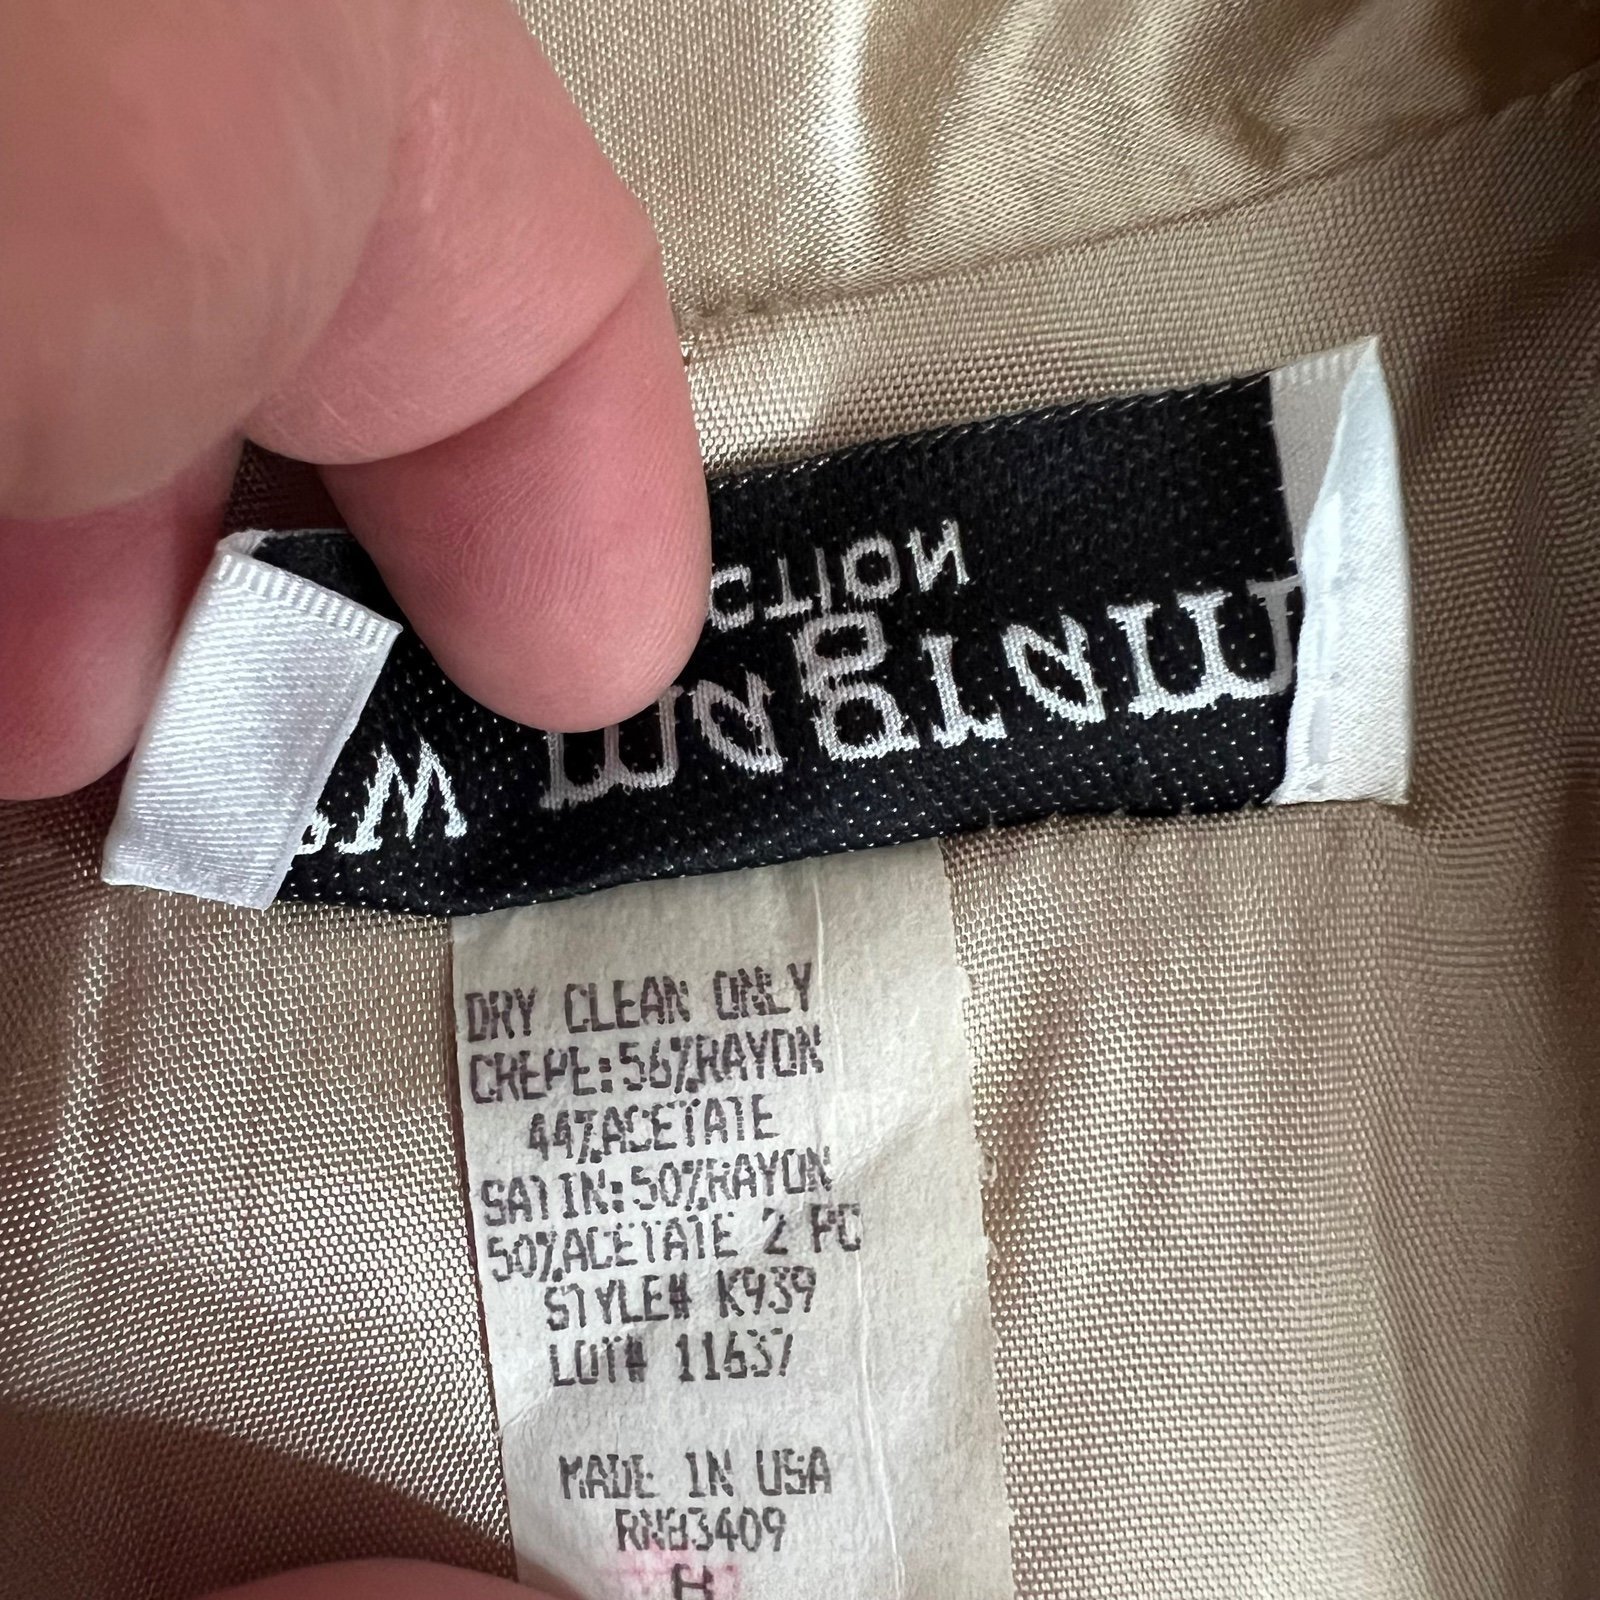 DRY CLEAN ONLY
CREPE:56%RAYON
44%ACETATE
SATIN:50%RAYON
50%ACETATE 2 PC
STYLE# K939
LOT# 11637
MADE IN USA
RN83409